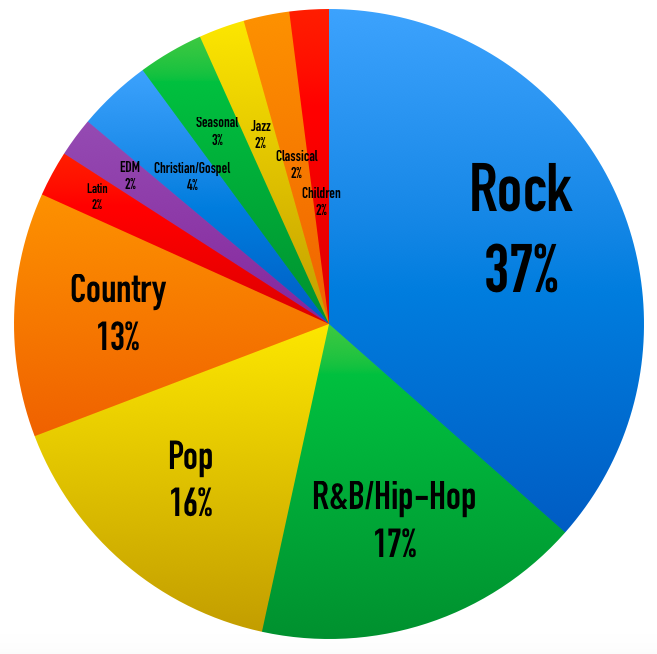 Seasonal
3%
Jazz
2%
Classical
2%
Children
2%
EDM
2%
Christian/Gospel
4%
Latin
2%
Rock
37%
Country
13%
Pop
16%
R&B/Hip-Hop
17%